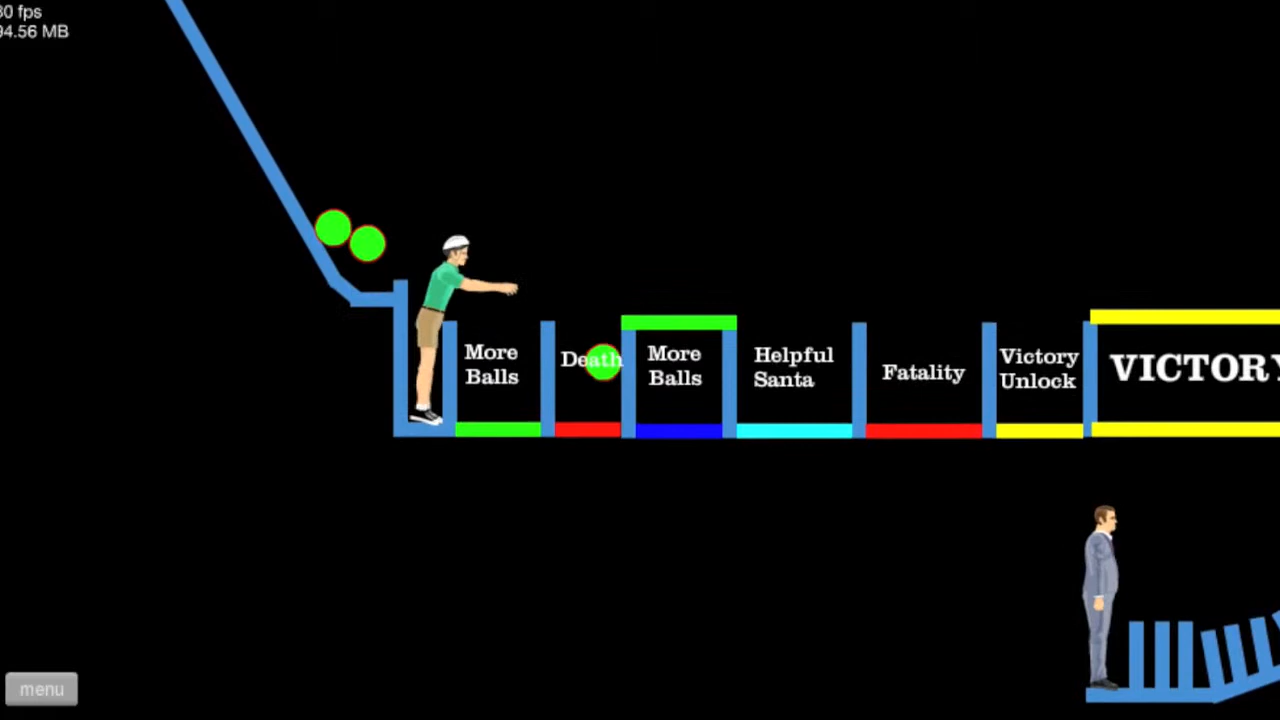 30 fps
94.56 MB
More
Balls
Death
More
Balls
Helpful
Santa
Fatality
Victory
Unlock
VICTORY
menu